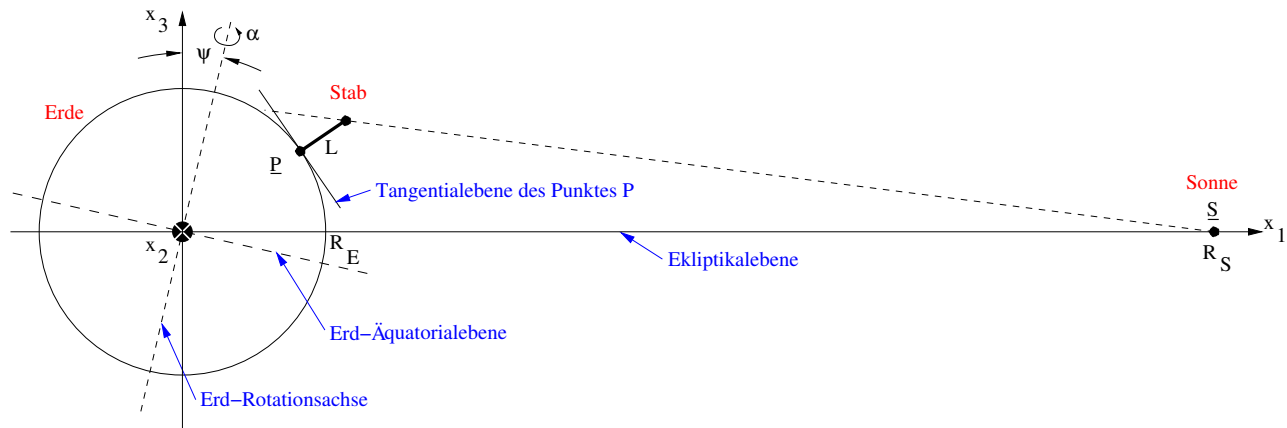 x3
α
ψ
Erde
Stab
L
P
Tangentialebene des Punktes P
Sonne
S
x1
x2
RE
RS
Ekliptikalebene
Erd−Äquatorialebene
Erd−Rotationsachse